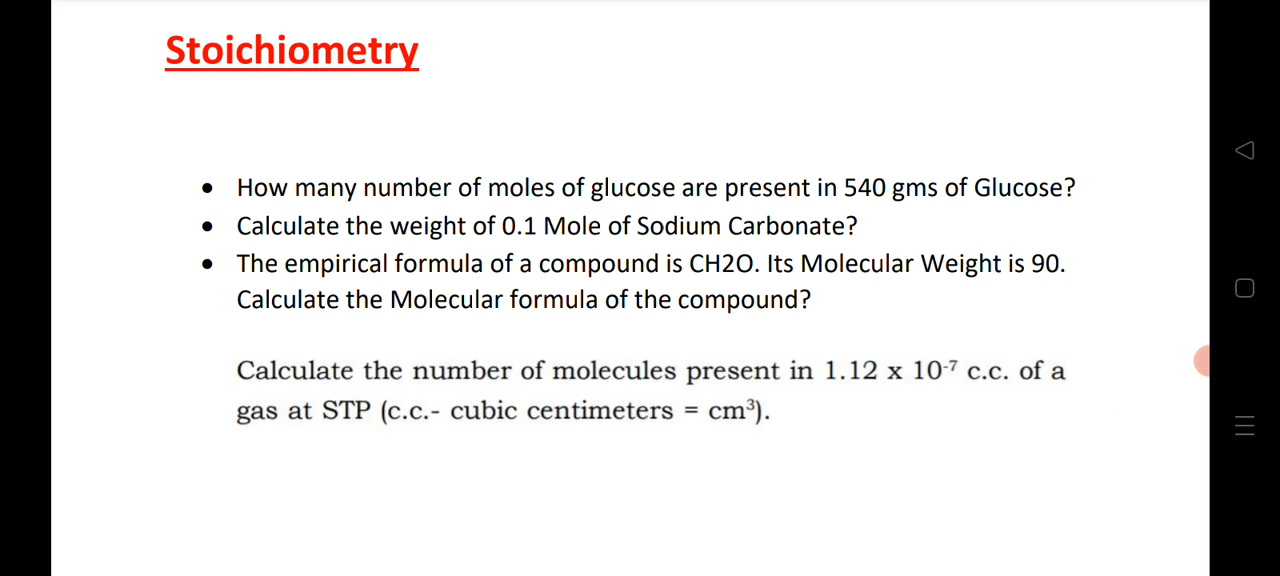 Stoichiometry
• How many number of moles of glucose are present in 540 gms of Glucose?
• Calculate the weight of 0.1 Mole of Sodium Carbonate?
• The empirical formula of a compound is CH2O. Its Molecular Weight is 90.
Calculate the Molecular formula of the compound?
Calculate the number of molecules present in 1.12 x 10⁻⁷ c.c. of a
gas at STP (c.c.- cubic centimeters = cm³).